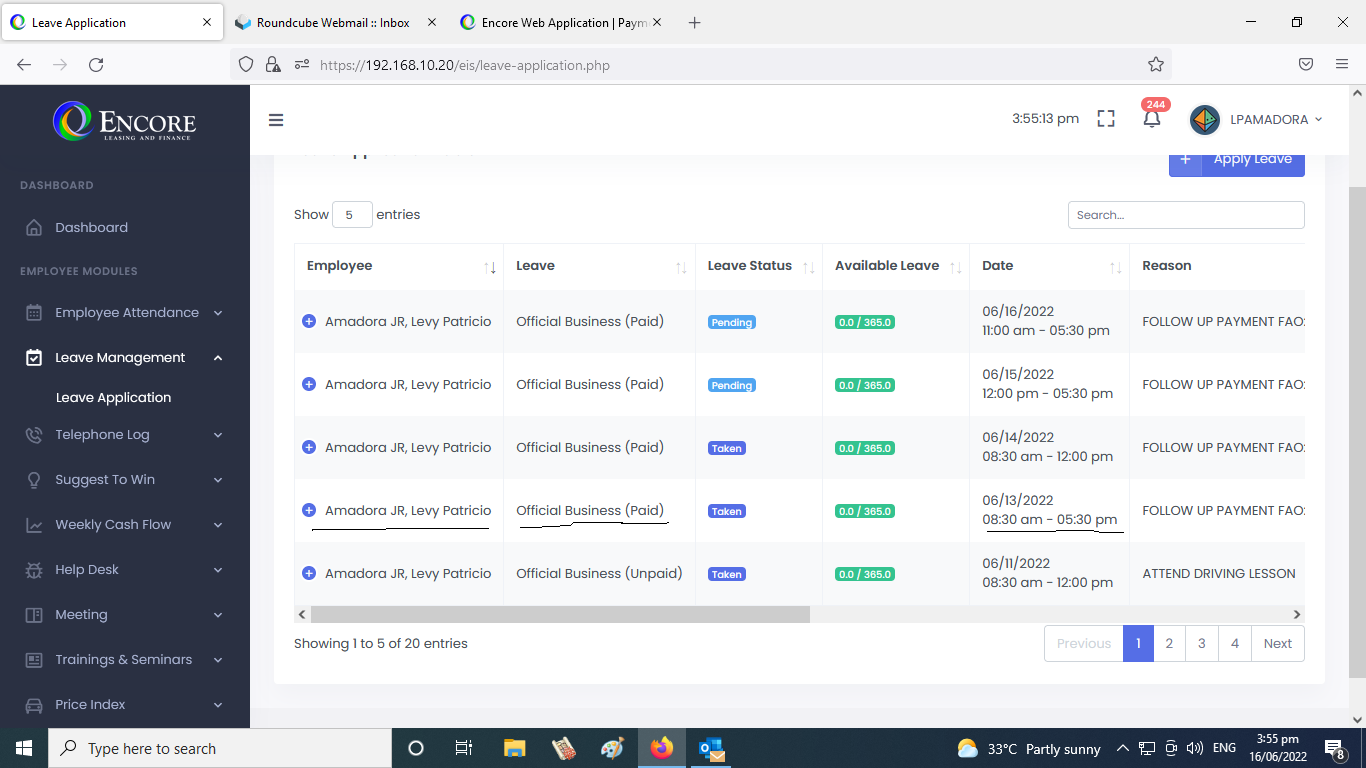 Leave Application
Roundcube Webmail :: Inbox
Encore Web Application | Paym
https://192.168.10.20/eis/leave-application.php
ENCORE
LEASING AND FINANCE
3:55:13 pm
244
LPAMADORA
DASHBOARD
Dashboard
EMPLOYEE MODULES
Employee Attendance
Leave Management
Leave Application
Telephone Log
Suggest To Win
Weekly Cash Flow
Help Desk
Meeting
Trainings & Seminars
Price Index
+ Apply Leave
Show 5 entries
Search...
Employee Leave Leave Status Available Leave Date Reason
Amadora JR, Levy Patricio Official Business (Paid) Pending 0.0 / 365.0 06/16/2022 FOLLOW UP PAYMENT FAO:
11:00 am - 05:30 pm
Amadora JR, Levy Patricio Official Business (Paid) Pending 0.0 / 365.0 06/15/2022 FOLLOW UP PAYMENT FAO:
12:00 pm - 05:30 pm
Amadora JR, Levy Patricio Official Business (Paid) Taken 0.0 / 365.0 06/14/2022 FOLLOW UP PAYMENT FAO:
08:30 am - 12:00 pm
Amadora JR, Levy Patricio Official Business (Paid) Taken 0.0 / 365.0 06/13/2022 FOLLOW UP PAYMENT FAO:
08:30 am - 05:30 pm
Amadora JR, Levy Patricio Official Business (Unpaid) Taken 0.0 / 365.0 06/11/2022 ATTEND DRIVING LESSON
08:30 am - 12:00 pm
Showing 1 to 5 of 20 entries
Previous 1 2 3 4 Next
Type here to search
33°C Partly sunny
ENG
3:55 pm
16/06/2022
8